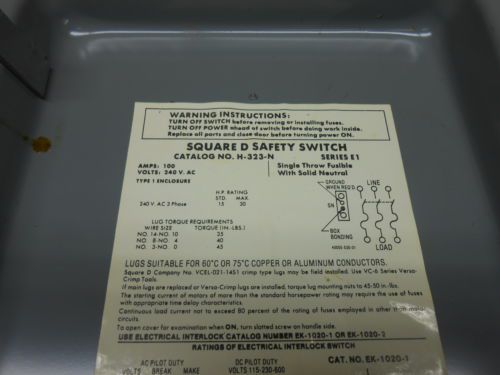 WARNING INSTRUCTIONS:
TURN OFF SWITCH before removing or installing fuses.
TURN OFF POWER ahead of switch before doing work inside.
Replace all parts and close door before turning power ON.
SQUARE D SAFETY SWITCH
CATALOG NO. H-323-N SERIES E1
AMPS: 100 Single Throw Fusible
VOLTS: 240 V. AC With Solid Neutral
TYPE 1 ENCLOSURE
GROUND WHEN REQ'D LINE
H.P. RATING
STD. MAX.
240 V. AC 3 Phase 15 30
SN
LUG TORQUE REQUIREMENTS
WIRE SIZE TORQUE (IN.-LBS.)
NO. 14-NO. 10 35
NO. 8-NO. 4 40
NO. 3-NO. 0 45
BOX BONDING LOAD
LUGS SUITABLE FOR 60°C OR 75°C COPPER OR ALUMINUM CONDUCTORS.
Square D Company No. VCEL-021-14S1 crimp type lugs may be field installed. Use VC-6 Series Versa-
Crimp Tools.
If main lugs are replaced or Versa-Crimp lugs are installed, torque lug mounting nuts to 45-50 in-lbs.
The starting current of motors of more than the standard horsepower rating may require the use of fuses
with appropriate time delay characteristics.
Continuous load current not to exceed 80 percent of the rating of fuses employed in other than motor
circuits.
To open cover for examination when ON, turn slotted screw on handle side.
USE ELECTRICAL INTERLOCK CATALOG NUMBER EK-1020-1 OR EK-1020-2
RATINGS OF ELECTRICAL INTERLOCK SWITCH
AC PILOT DUTY DC PILOT DUTY CAT. NO. EK-1020-1
VOLTS BREAK MAKE VOLTS 115-230-600